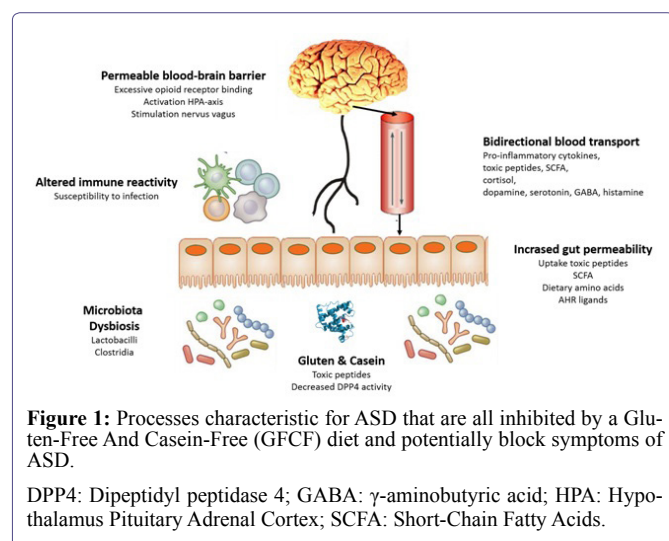 Permeable blood-brain barrier
Excessive opioid receptor binding
Activation HPA-axis
Stimulation nervus vagus
Bidirectional blood transport
Pro-inflammatory cytokines,
toxic peptides, SCFA,
cortisol,
dopamine, serotonin, GABA, histamine
Altered immune reactivity
Susceptibility to infection
Incrased gut permeability
Uptake toxic peptides
SCFA
Dietary amino acids
AHR ligands
Microbiota
Dysbiosis
Lactobacilli
Clostridia
Gluten & Casein
Toxic peptides
Decreased DPP4 activity
Figure 1: Processes characteristic for ASD that are all inhibited by a Glu-
ten-Free And Casein-Free (GFCF) diet and potentially block symptoms of
ASD.
DPP4: Dipeptidyl peptidase 4; GABA: γ-aminobutyric acid; HPA: Hypo-
thalamus Pituitary Adrenal Cortex; SCFA: Short-Chain Fatty Acids.